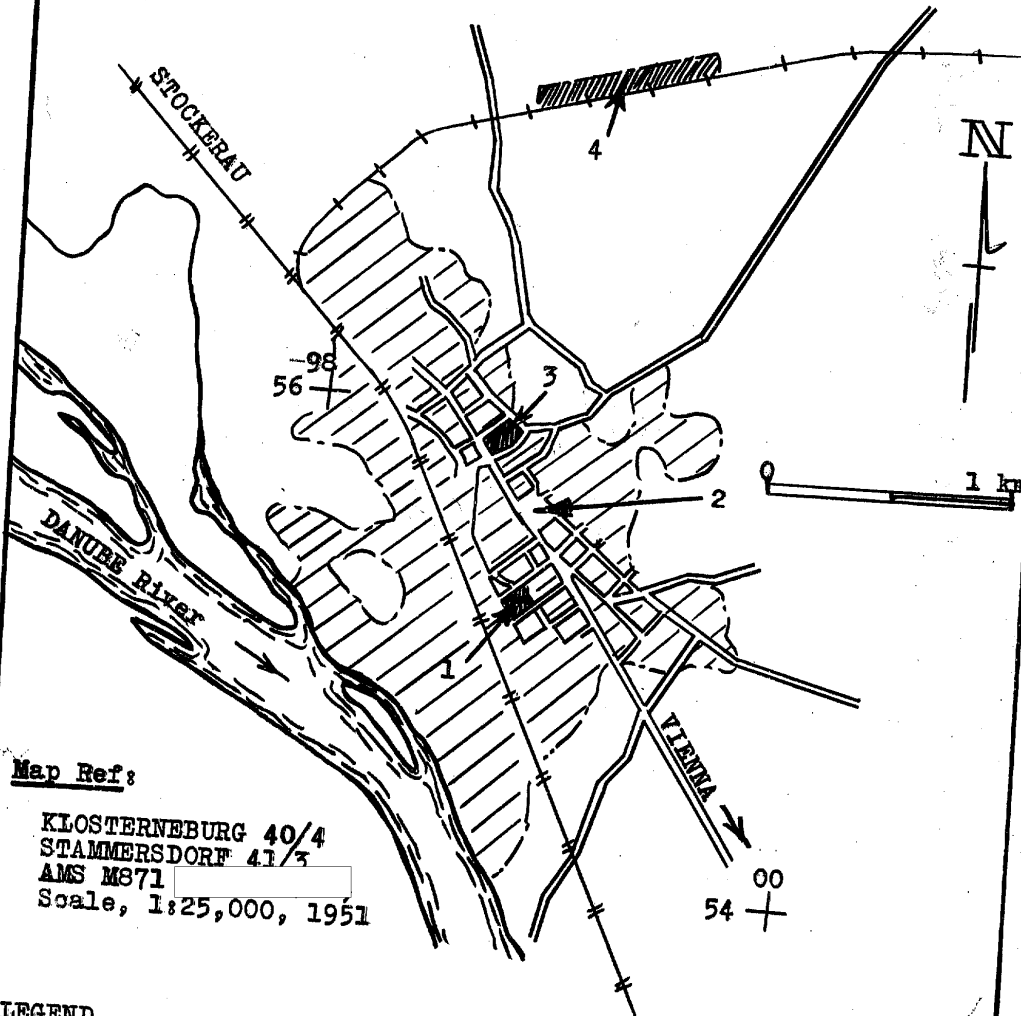 STOCKERAU
4
N
98
56
3
0
1 km
2
DANUBE River
1
VIENNA
Map Ref:
KLOSTERNEBURG 40/4
STAMMERSDORF 41/3
AMS M871
Scale, 1:25,000, 1951
00
54
LEGEND